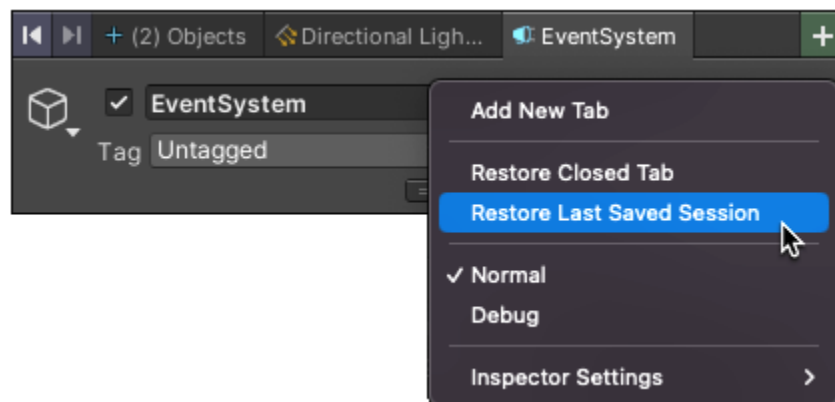 (2) Objects
Directional Ligh...
EventSystem
EventSystem
Tag Untagged
Add New Tab
Restore Closed Tab
Restore Last Saved Session
Normal
Debug
Inspector Settings